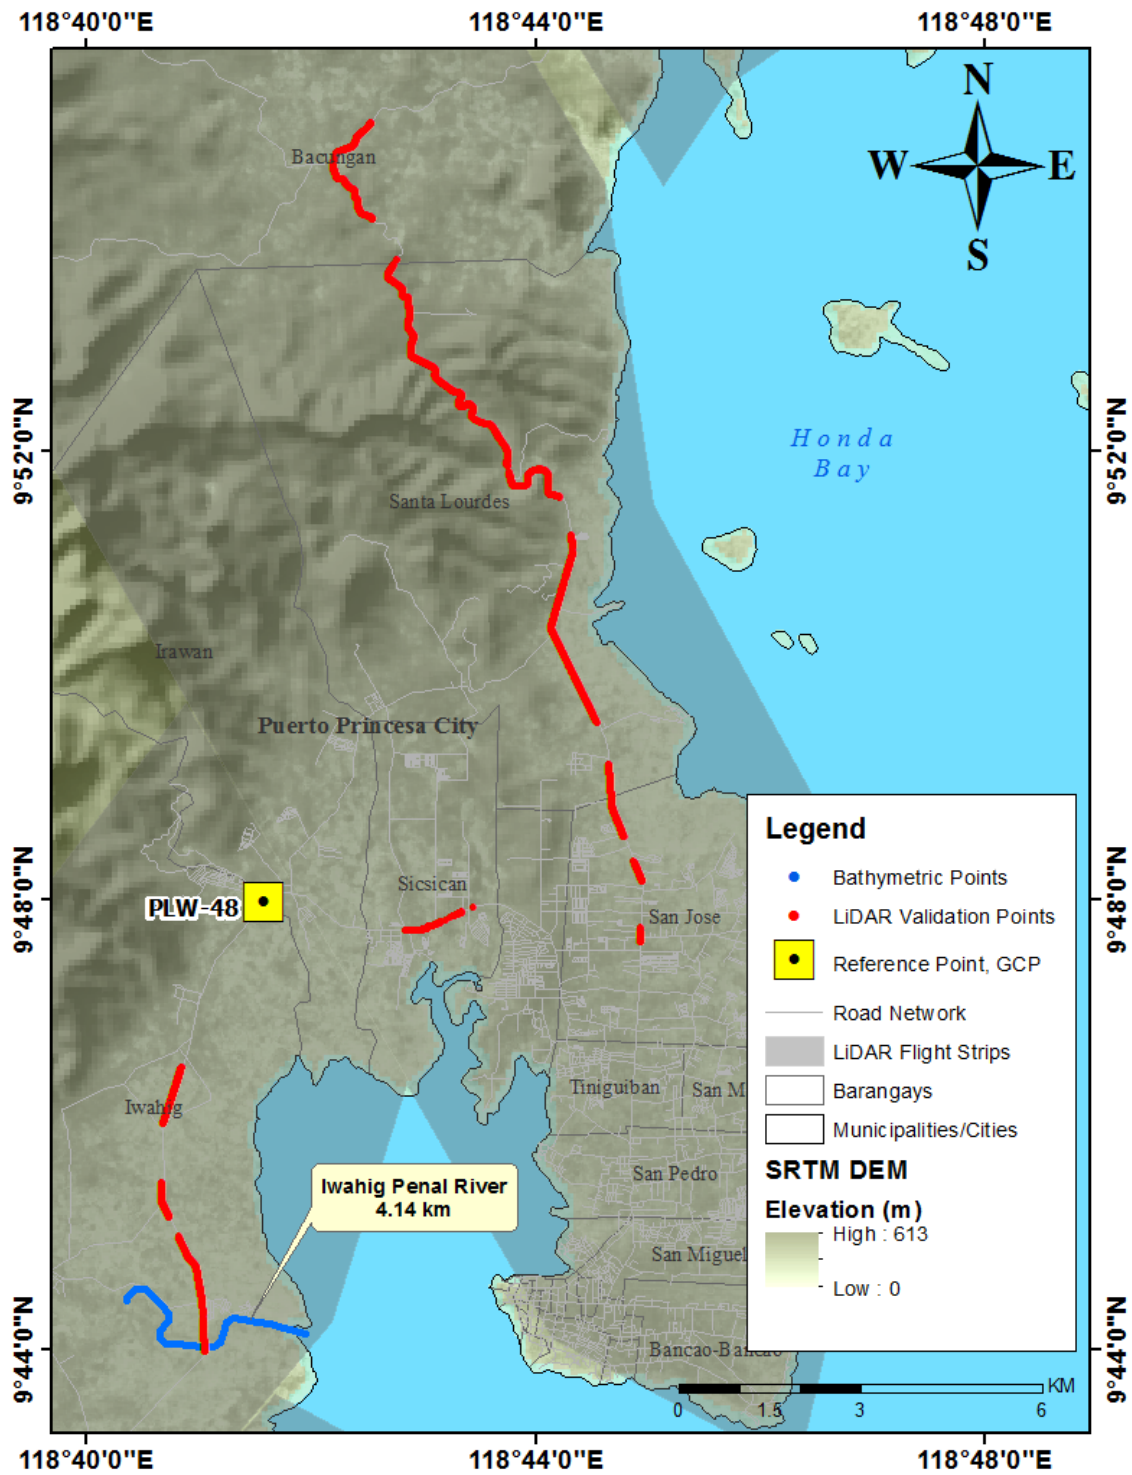 118°40'0"E
118°44'0"E
118°48'0"E
N
W
E
S
Bacungan
9°52'0"N
9°52'0"N
Honda
Bay
Santa Lourdes
Irawan
Puerto Princesa City
9°48'0"N
9°48'0"N
PLW-48
Sicsican
San Jose
Iwahig
Tiniguiban
San M
San Pedro
San Miguel
Bancao-Bancao
Iwahig Penal River
4.14 km
Legend
Bathymetric Points
LiDAR Validation Points
Reference Point, GCP
Road Network
LiDAR Flight Strips
Barangays
Municipalities/Cities
SRTM DEM
Elevation (m)
High : 613
Low : 0
9°44'0"N
9°44'0"N
KM
0 1.5 3 6
118°40'0"E
118°44'0"E
118°48'0"E